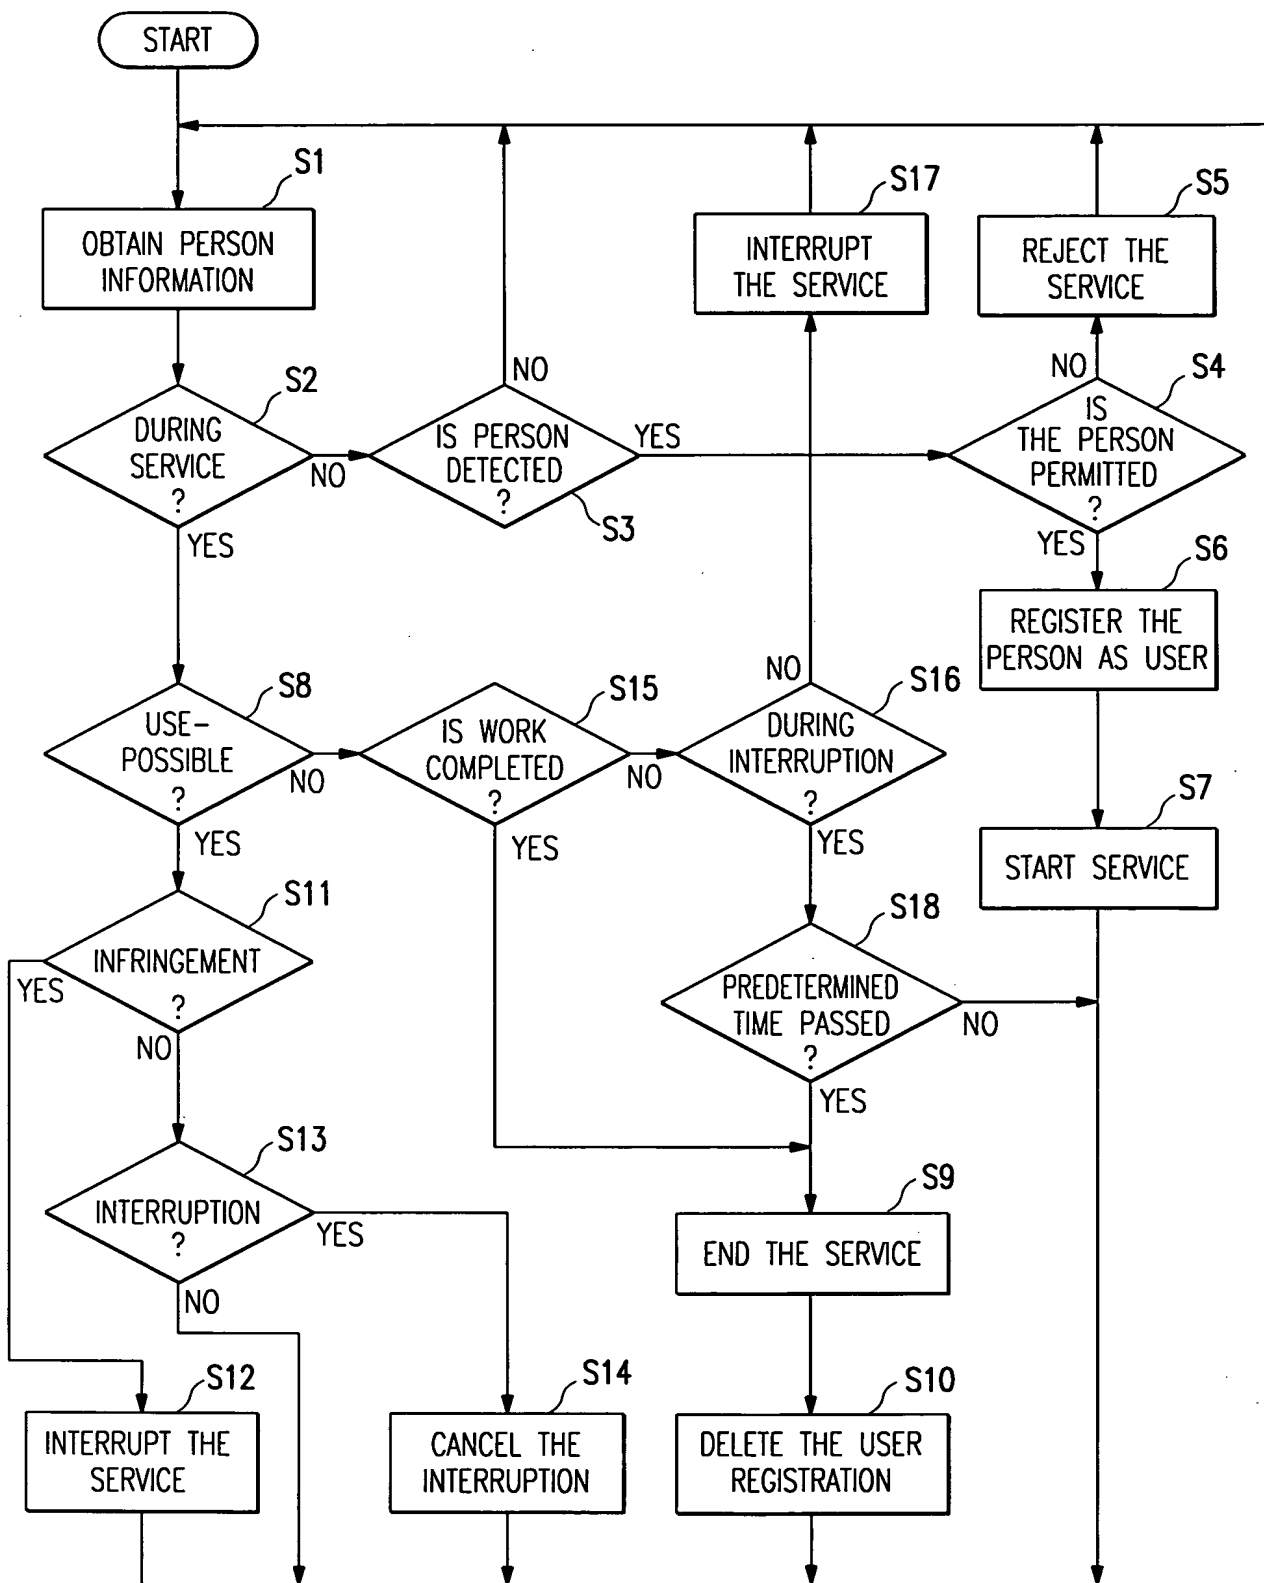 START
S1
OBTAIN PERSON
INFORMATION
S17
INTERRUPT
THE SERVICE
S5
REJECT THE
SERVICE
S2
DURING
SERVICE
?
NO
YES
NO
IS PERSON
DETECTED
?
YES
S3
NO
S4
IS
THE PERSON
PERMITTED
?
YES
S6
REGISTER THE
PERSON AS USER
S8
USE-
POSSIBLE
?
NO
YES
S15
IS WORK
COMPLETED
?
NO
YES
NO
S16
DURING
INTERRUPTION
?
YES
S7
START SERVICE
S11
INFRINGEMENT
?
YES
NO
S18
PREDETERMINED
TIME PASSED
?
NO
YES
S13
INTERRUPTION
?
YES
NO
S9
END THE SERVICE
S12
INTERRUPT THE
SERVICE
S14
CANCEL THE
INTERRUPTION
S10
DELETE THE USER
REGISTRATION